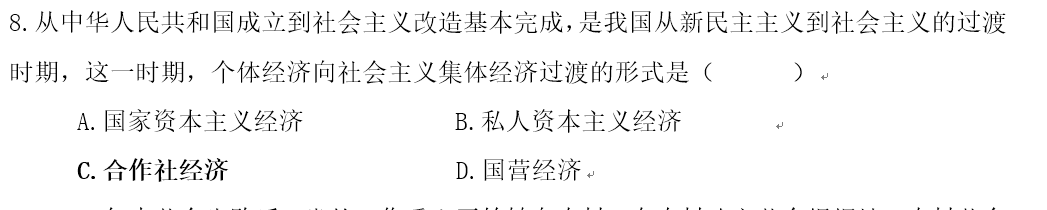 8.从中华人民共和国成立到社会主义改造基本完成，是我国从新民主主义到社会主义的过渡
时期，这一时期，个体经济向社会主义集体经济过渡的形式是（　　　）
A.国家资本主义经济　　　B.私人资本主义经济
C.合作社经济　　　D.国营经济